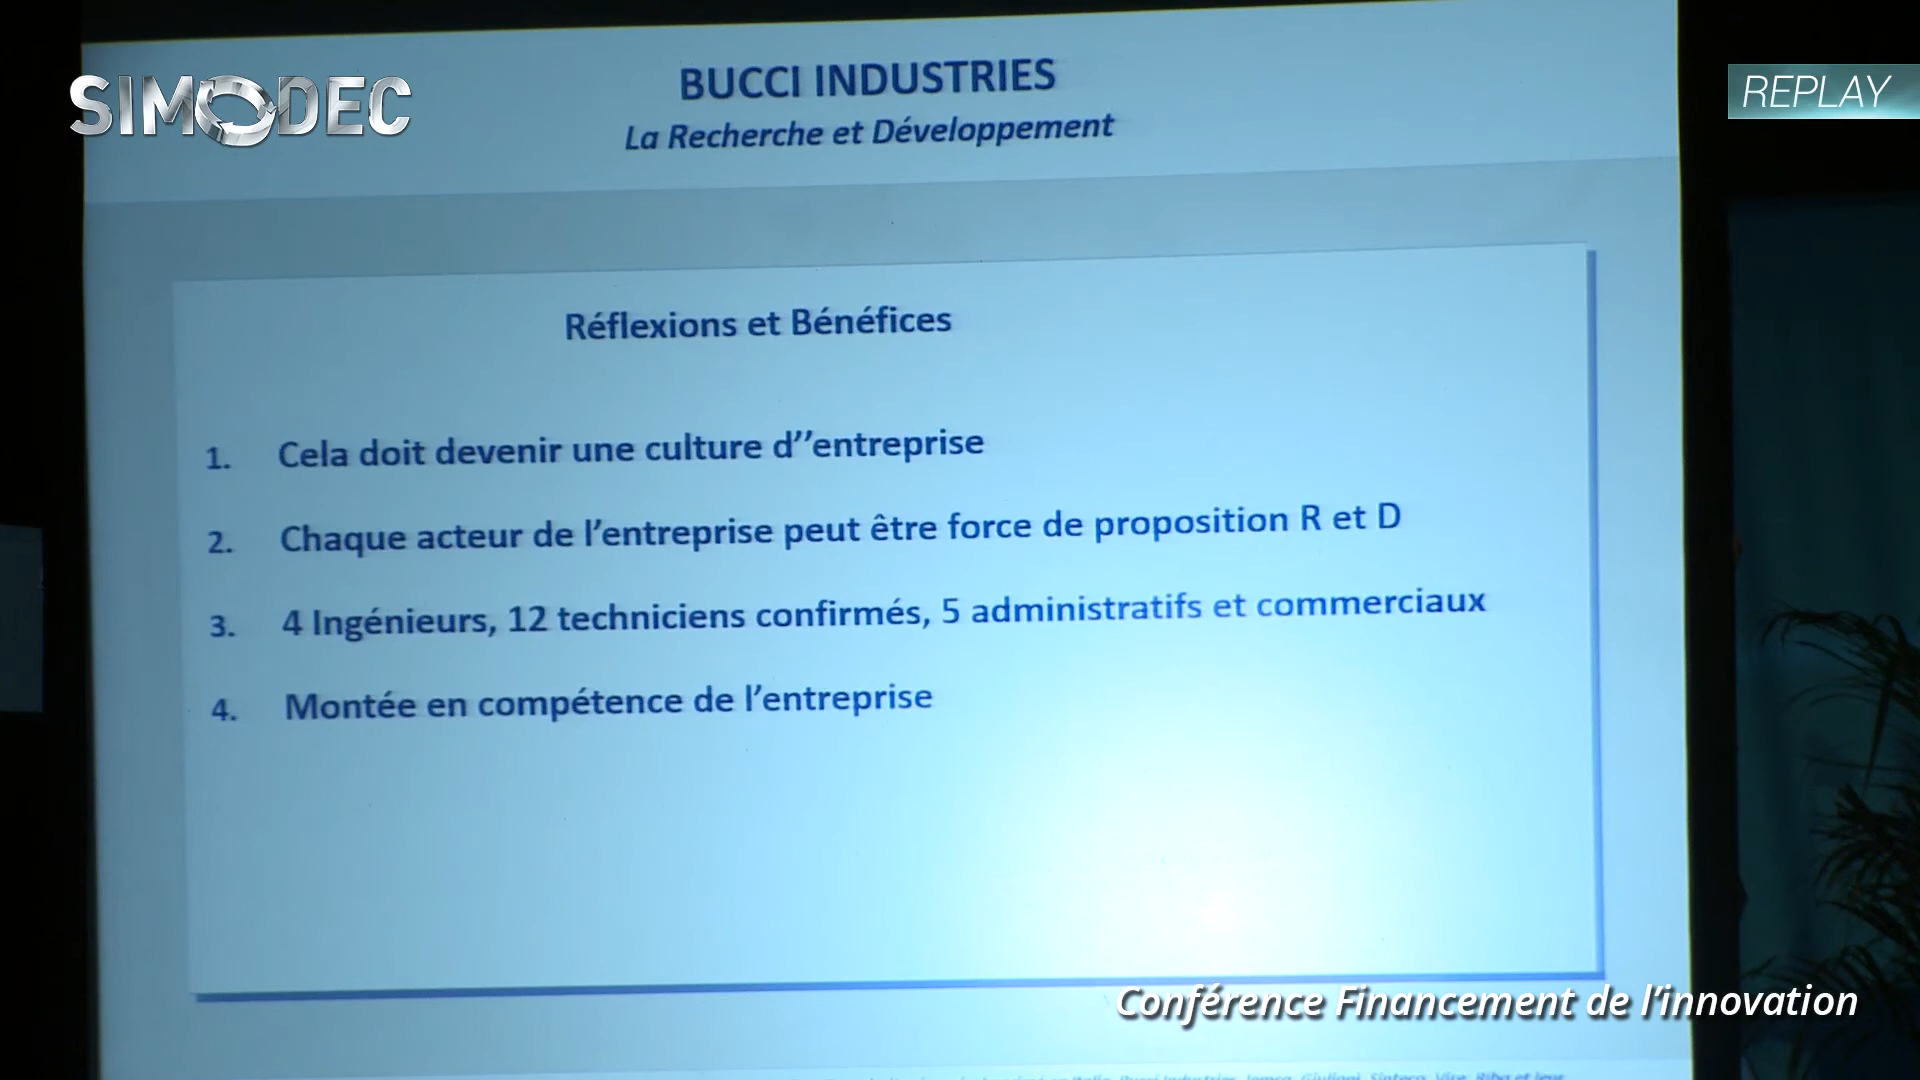 SIMODEC
REPLAY
BUCCI INDUSTRIES
La Recherche et Développement
Réflexions et Bénéfices
1. Cela doit devenir une culture d’’entreprise
2. Chaque acteur de l’entreprise peut être force de proposition R et D
3. 4 Ingénieurs, 12 techniciens confirmés, 5 administratifs et commerciaux
4. Montée en compétence de l’entreprise
Conférence Financement de l’innovation